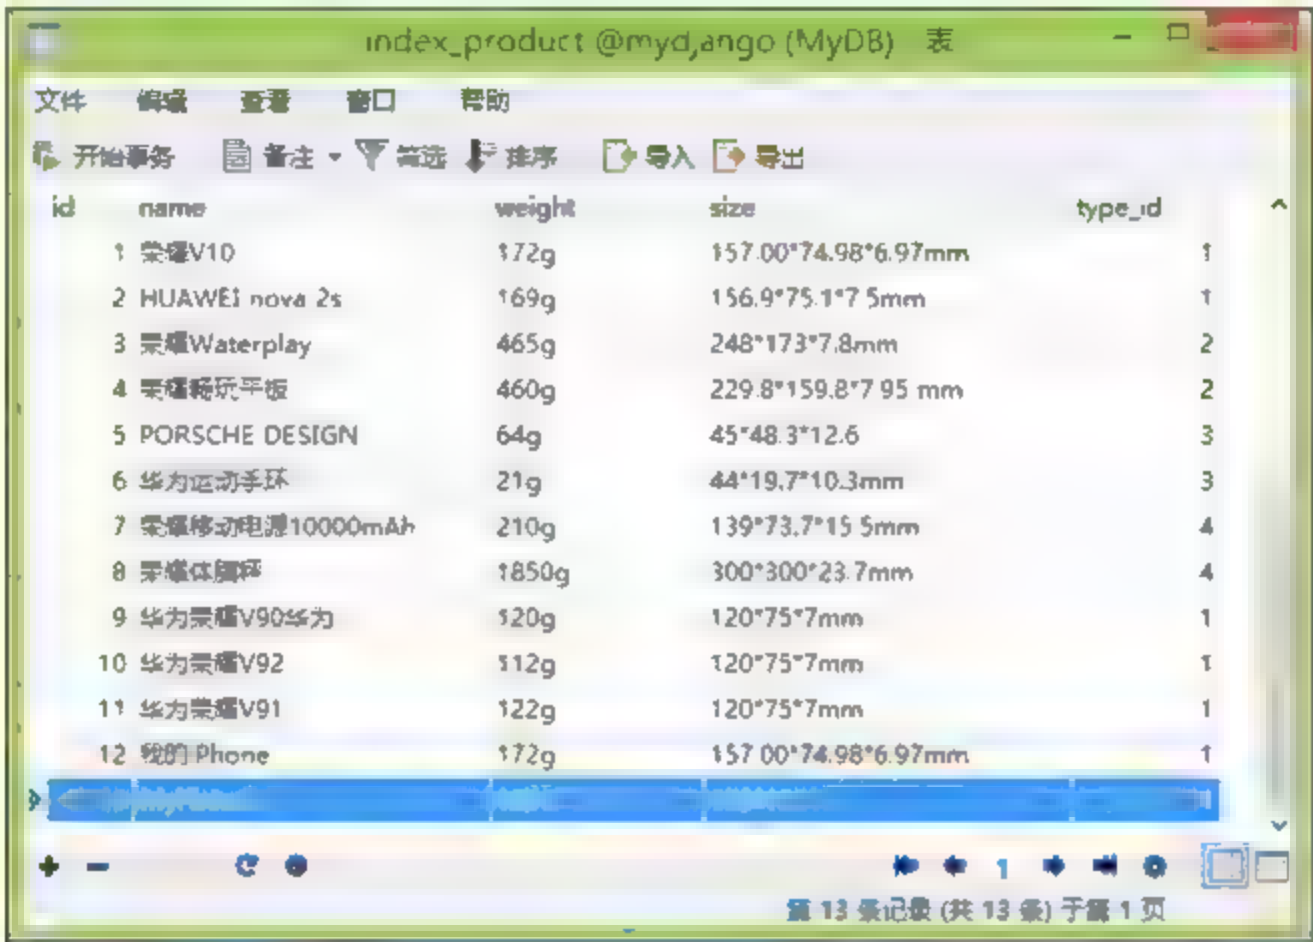 index_product @mydjango (MyDB) 表
文件 编辑 查看 窗口 帮助
开始事务 备注 筛选 排序 导入 导出
id name weight size type_id
1 荣耀V10 172g 157.00*74.98*6.97mm 1
2 HUAWEI nova 2s 169g 156.9*75.1*7.5mm 1
3 荣耀Waterplay 465g 248*173*7.8mm 2
4 荣耀畅玩平板 460g 229.8*159.8*7.95 mm 2
5 PORSCHE DESIGN 64g 45*48.3*12.6 3
6 华为运动手环 21g 44*19.7*10.3mm 3
7 荣耀移动电源10000mAh 210g 139*73.7*15.5mm 4
8 荣耀体脂秤 1850g 300*300*23.7mm 4
9 华为荣耀V90华为 120g 120*75*7mm 1
10 华为荣耀V92 112g 120*75*7mm 1
11 华为荣耀V91 122g 120*75*7mm 1
12 我的 Phone 172g 157.00*74.98*6.97mm 1
1
第 13 条记录 (共 13 条) 于第 1 页